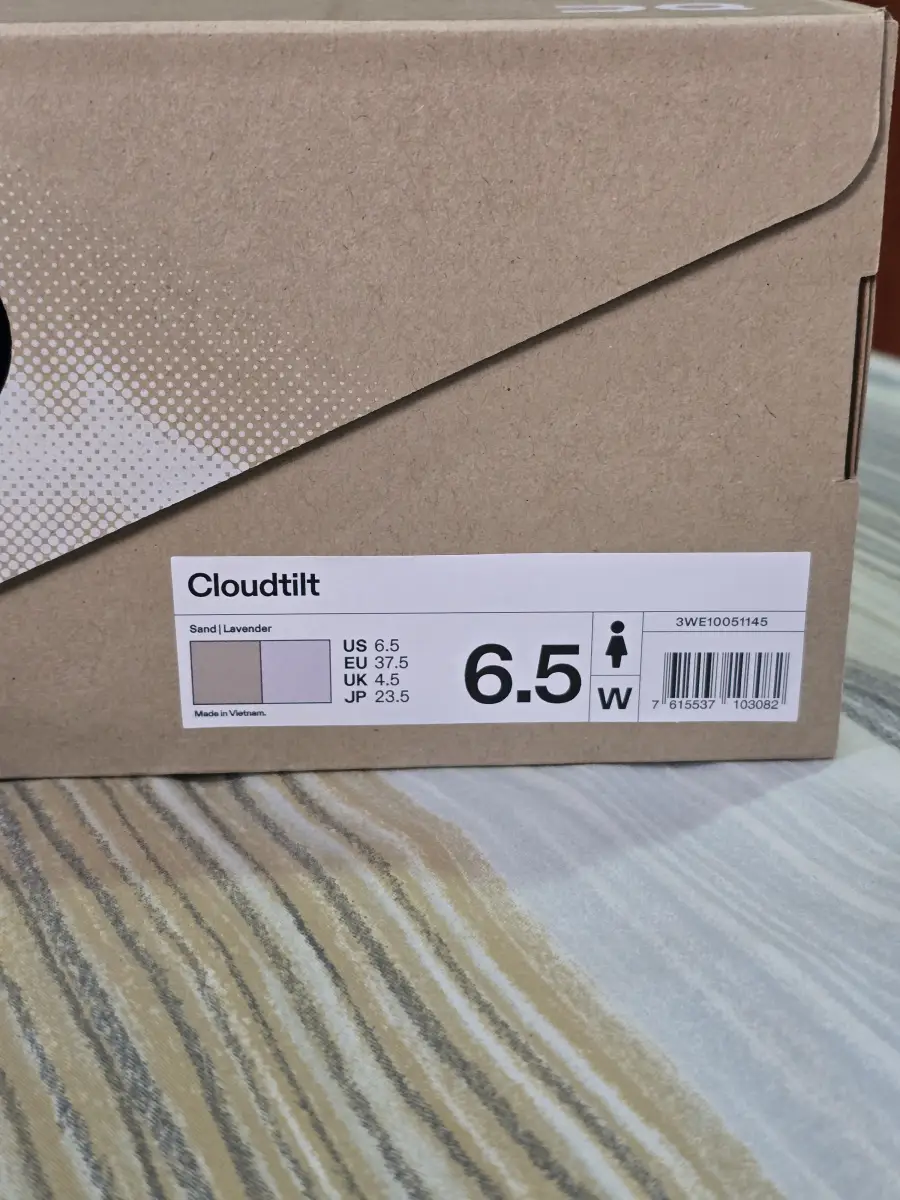 Cloudtilt
Sand | Lavender
US 6.5
EU 37.5
UK 4.5
JP 23.5
Made in Vietnam.
6.5
W
3WE10051145
7 615537 103082